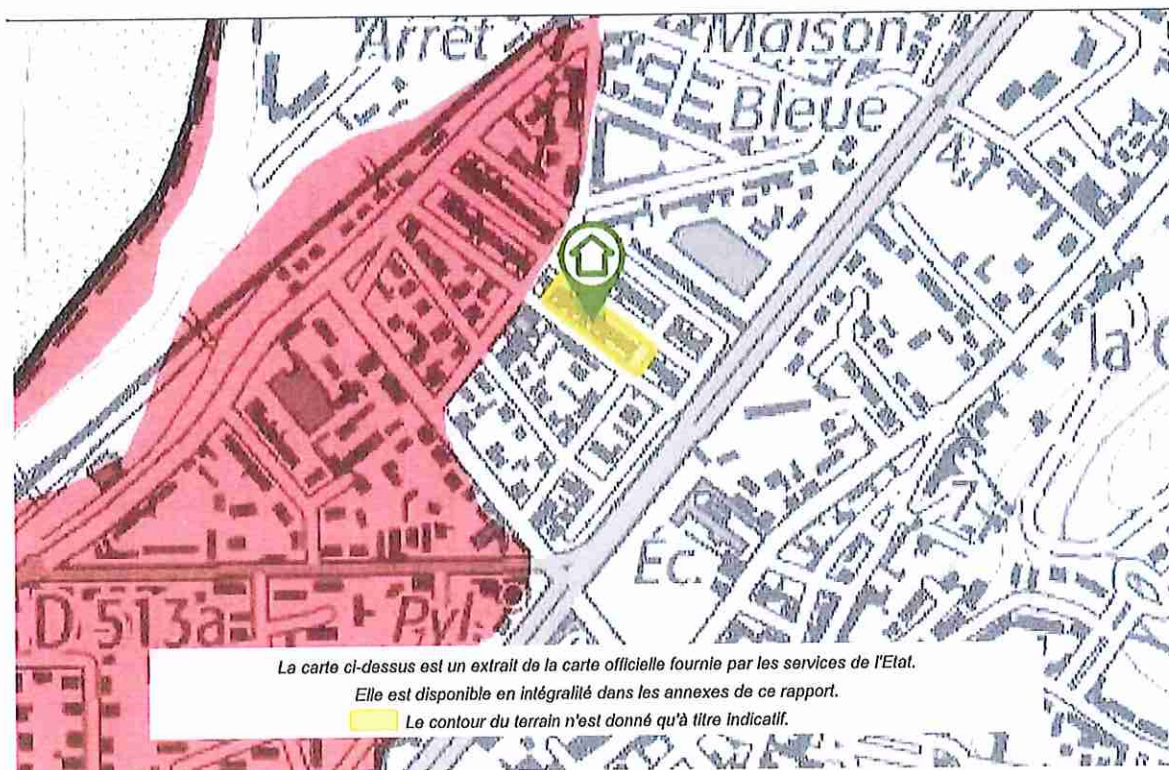 Arrêt
Maison
Bleue
Ec.
D 513a
Pyl.
La carte ci-dessus est un extrait de la carte officielle fournie par les services de l'Etat.
Elle est disponible en intégralité dans les annexes de ce rapport.
Le contour du terrain n'est donné qu'à titre indicatif.